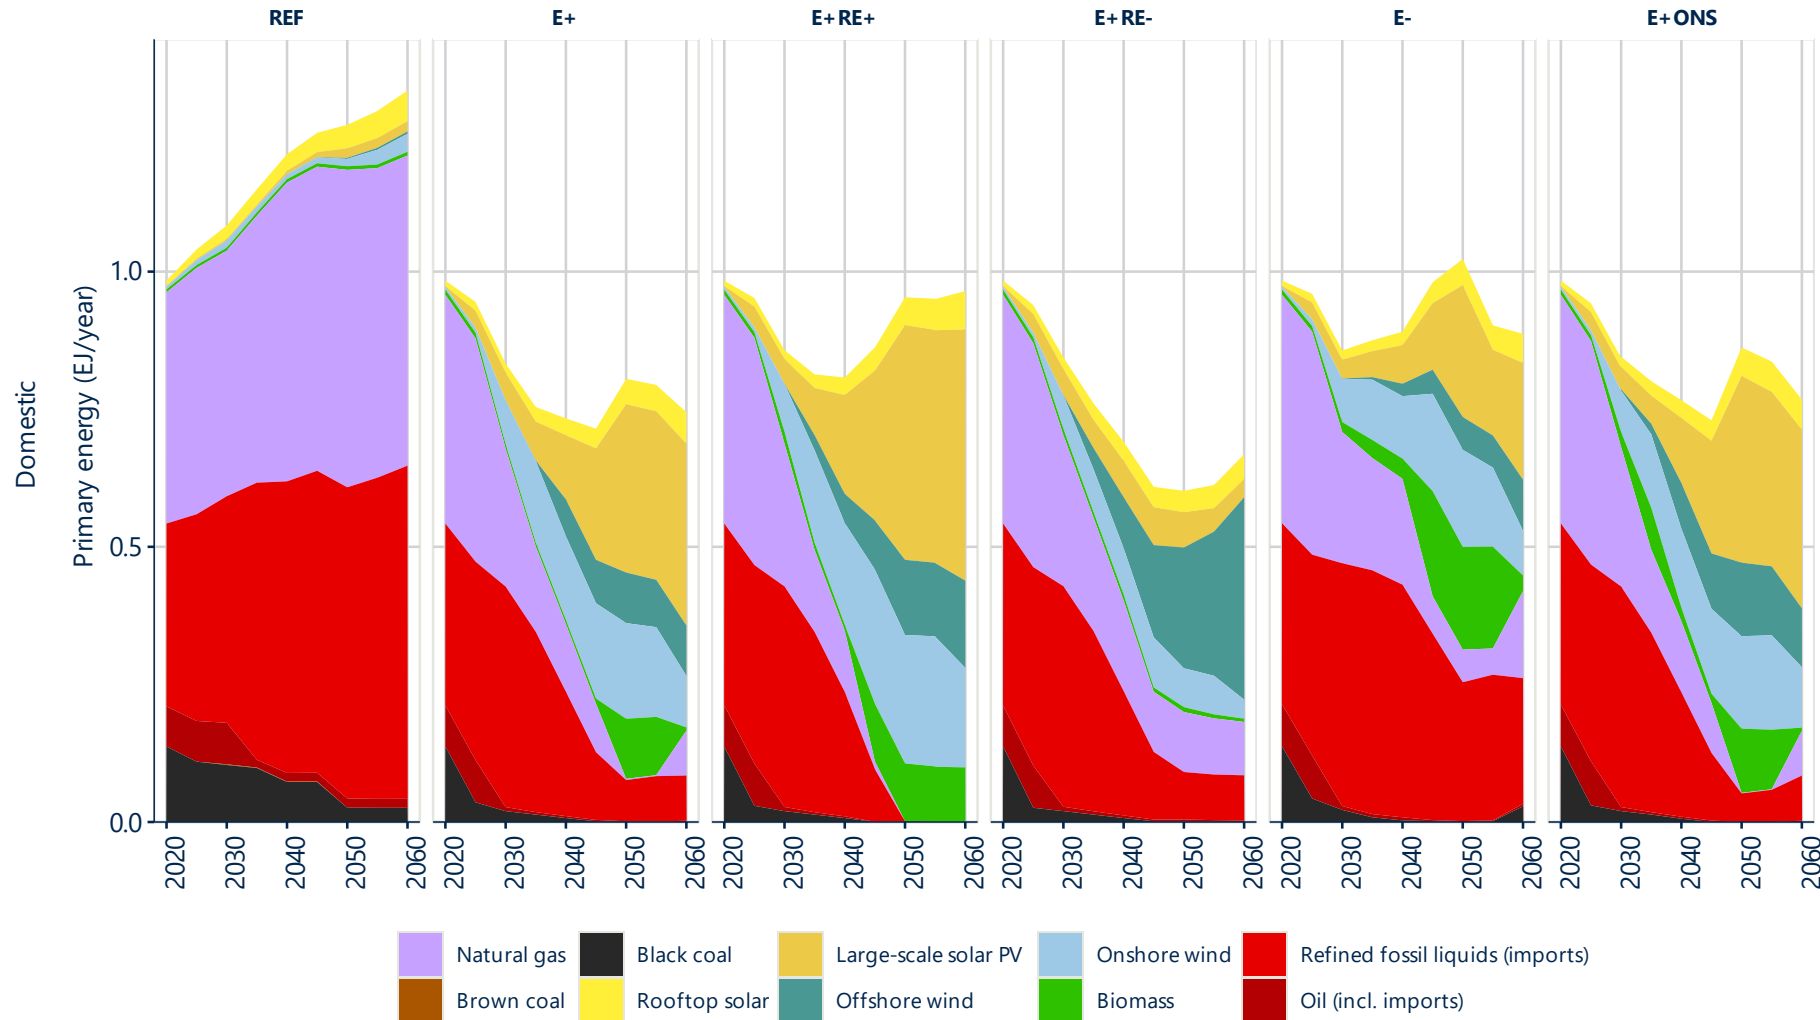 REF E+ E+RE+ E+RE- E- E+ONS
Domestic
Primary energy (EJ/year)
1.0
0.5
0.0
2020 2030 2040 2050 2060 2020 2030 2040 2050 2060 2020 2030 2040 2050 2060 2020 2030 2040 2050 2060 2020 2030 2040 2050 2060 2020 2030 2040 2050 2060
Natural gas Black coal Large-scale solar PV Onshore wind Refined fossil liquids (imports)
Brown coal Rooftop solar Offshore wind Biomass Oil (incl. imports)